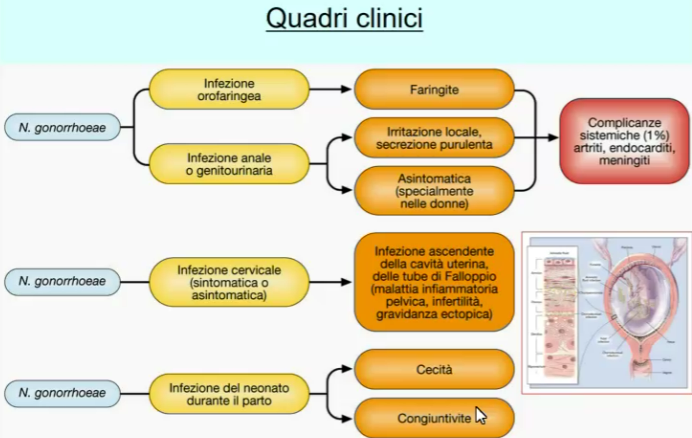 Quadri clinici
N. gonorrhoeae
Infezione
orofaringea
Faringite
Infezione anale
o genitourinaria
Irritazione locale,
secrezione purulenta
Asintomatica
(specialmente
nelle donne)
Complicanze
sistemiche (1%)
artriti, endocarditi,
meningiti
N. gonorrhoeae
Infezione cervicale
(sintomatica o
asintomatica)
Infezione ascendente
della cavità uterina,
delle tube di Falloppio
(malattia infiammatoria
pelvica, infertilità,
gravidanza ectopica)
N. gonorrhoeae
Infezione del neonato
durante il parto
Cecità
Congiuntivite